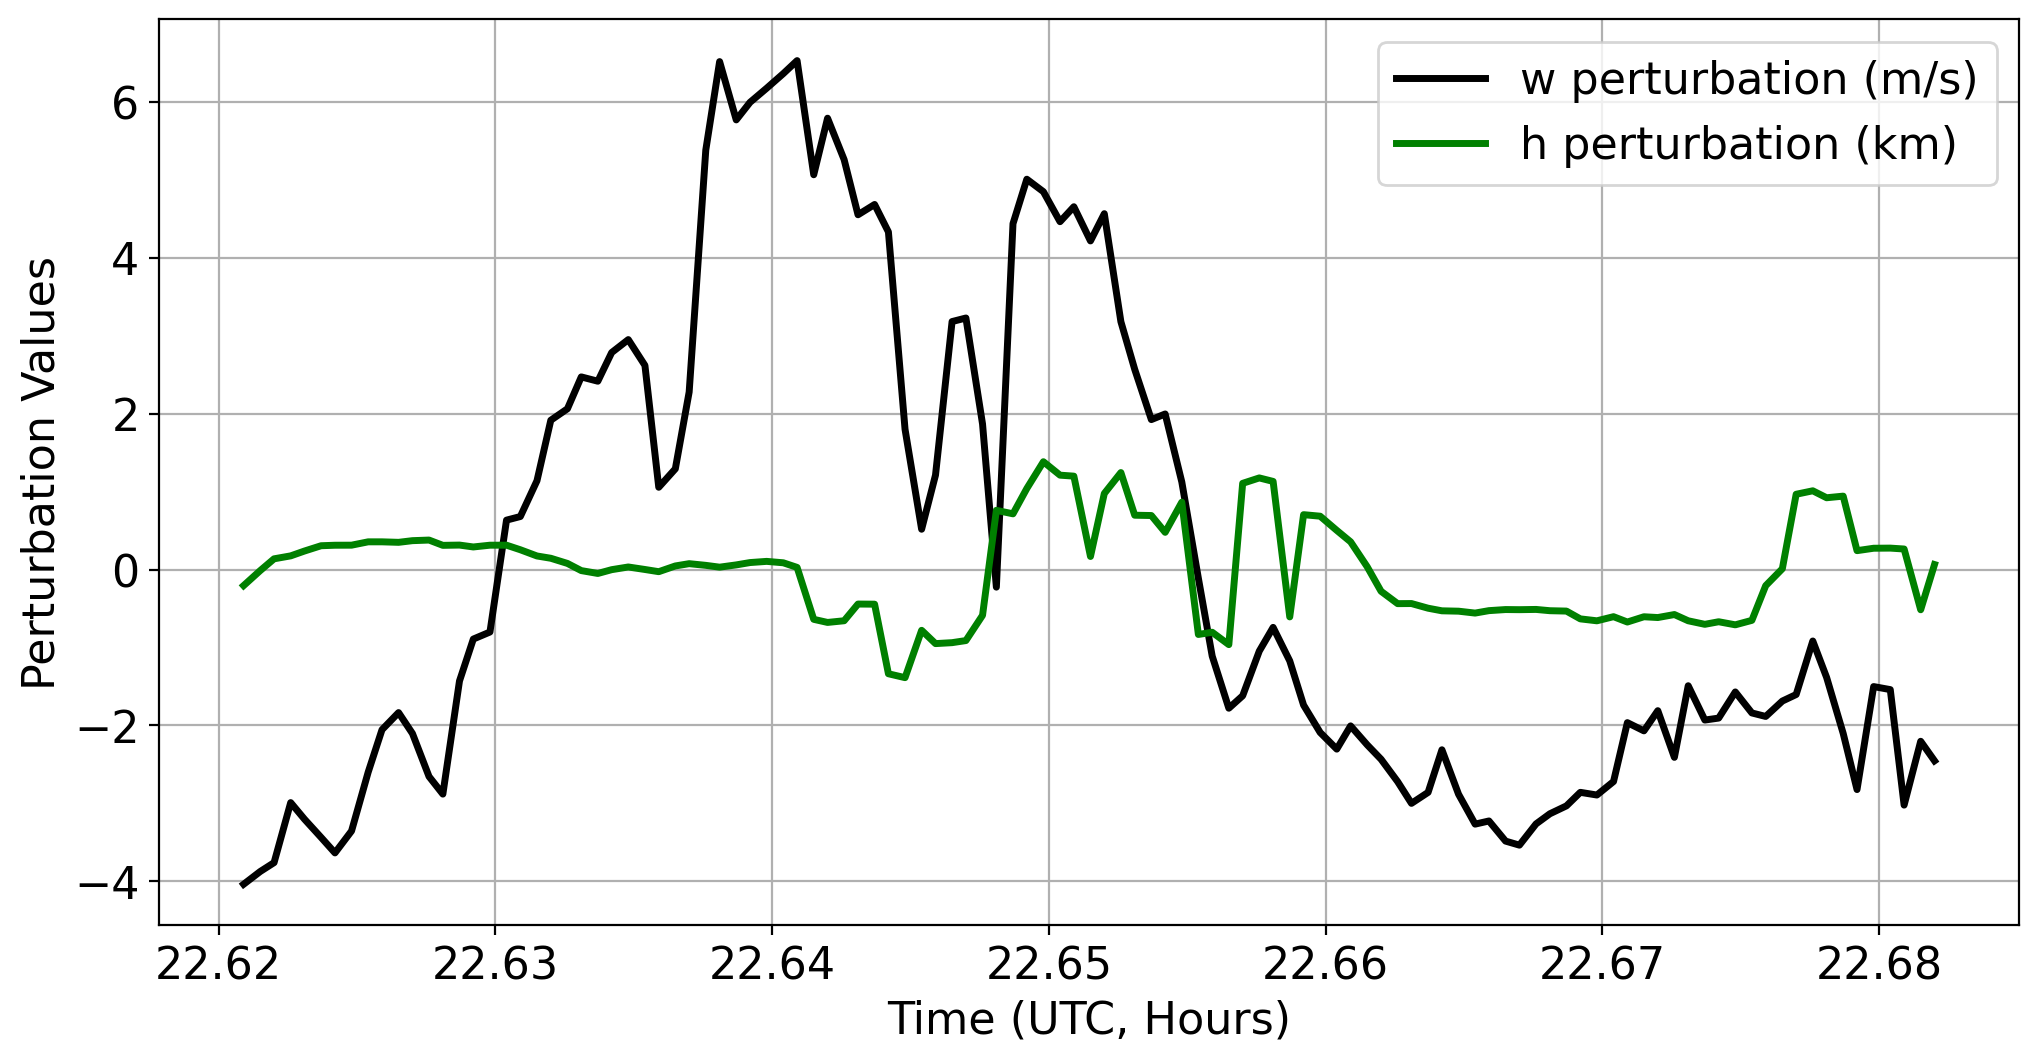 w perturbation (m/s)
h perturbation (km)
Perturbation Values
6
4
2
0
−2
−4
22.62 22.63 22.64 22.65 22.66 22.67 22.68
Time (UTC, Hours)